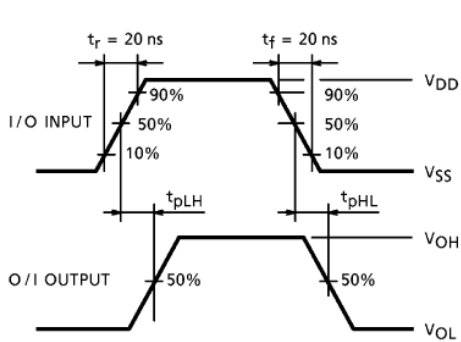 tr = 20 ns tf = 20 ns
VDD
90% 90%
I/O INPUT 50% 50%
10% 10%
VSS
tpLH tpHL
VOH
O/I OUTPUT 50% 50%
VOL